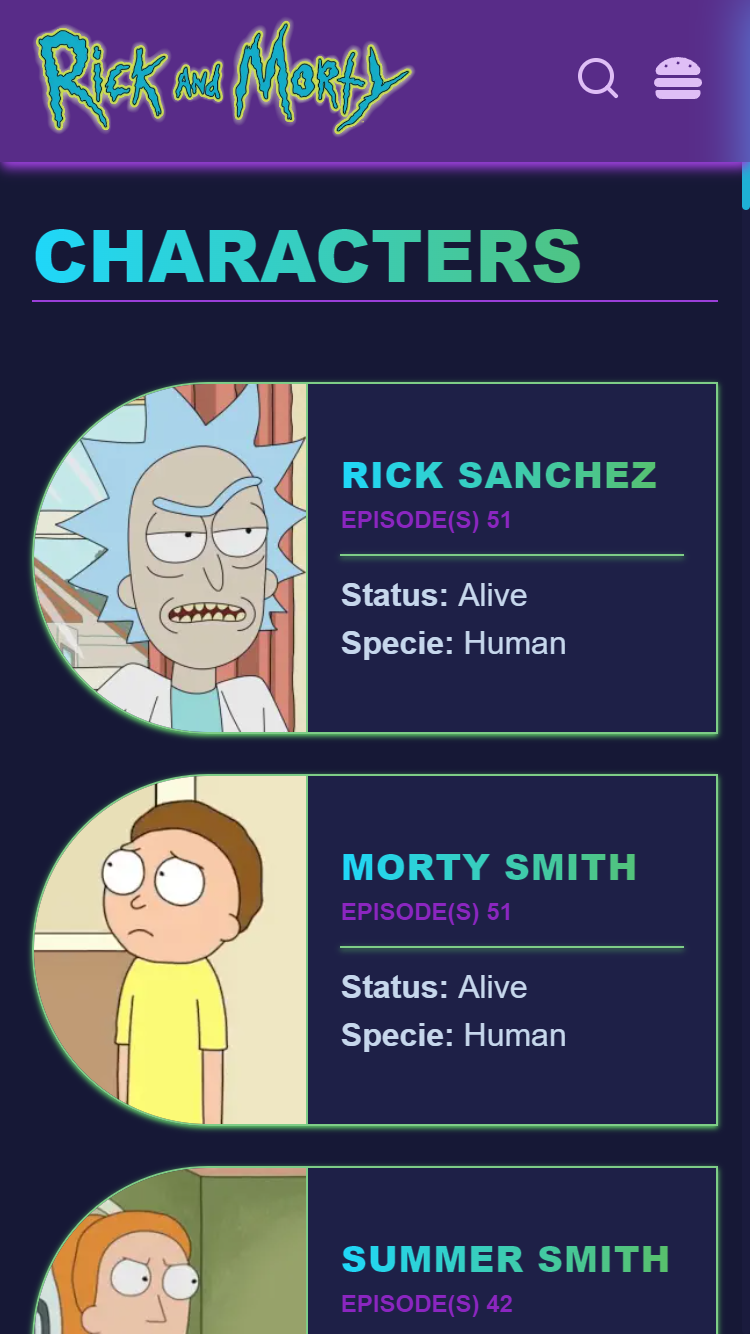 Rick and Morty
CHARACTERS
RICK SANCHEZ
EPISODE(S) 51
Status: Alive
Specie: Human
MORTY SMITH
EPISODE(S) 51
Status: Alive
Specie: Human
SUMMER SMITH
EPISODE(S) 42